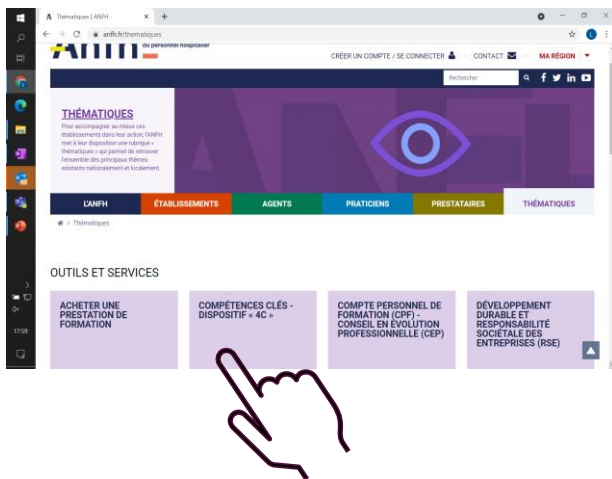 Thématiques | ANFH
anfh.fr/thematiques
Anfh
du personnel hospitalier
CRÉER UN COMPTE / SE CONNECTER
CONTACT
MA RÉGION
Rechercher
THÉMATIQUES
Pour accompagner au mieux ces
établissements dans leur action, l'ANFH
met à leur disposition une rubrique «
thématiques » qui permet de retrouver
l'ensemble des principaux thèmes
existants nationalement et localement.
L'ANFH
ÉTABLISSEMENTS
AGENTS
PRATICIENS
PRESTATAIRES
THÉMATIQUES
> Thématiques
OUTILS ET SERVICES
ACHETER UNE
PRESTATION DE
FORMATION
COMPÉTENCES CLÉS -
DISPOSITIF « 4C »
COMPTE PERSONNEL DE
FORMATION (CPF) -
CONSEIL EN ÉVOLUTION
PROFESSIONNELLE (CEP)
DÉVELOPPEMENT
DURABLE ET
RESPONSABILITÉ
SOCIÉTALE DES
ENTREPRISES (RSE)
17:59